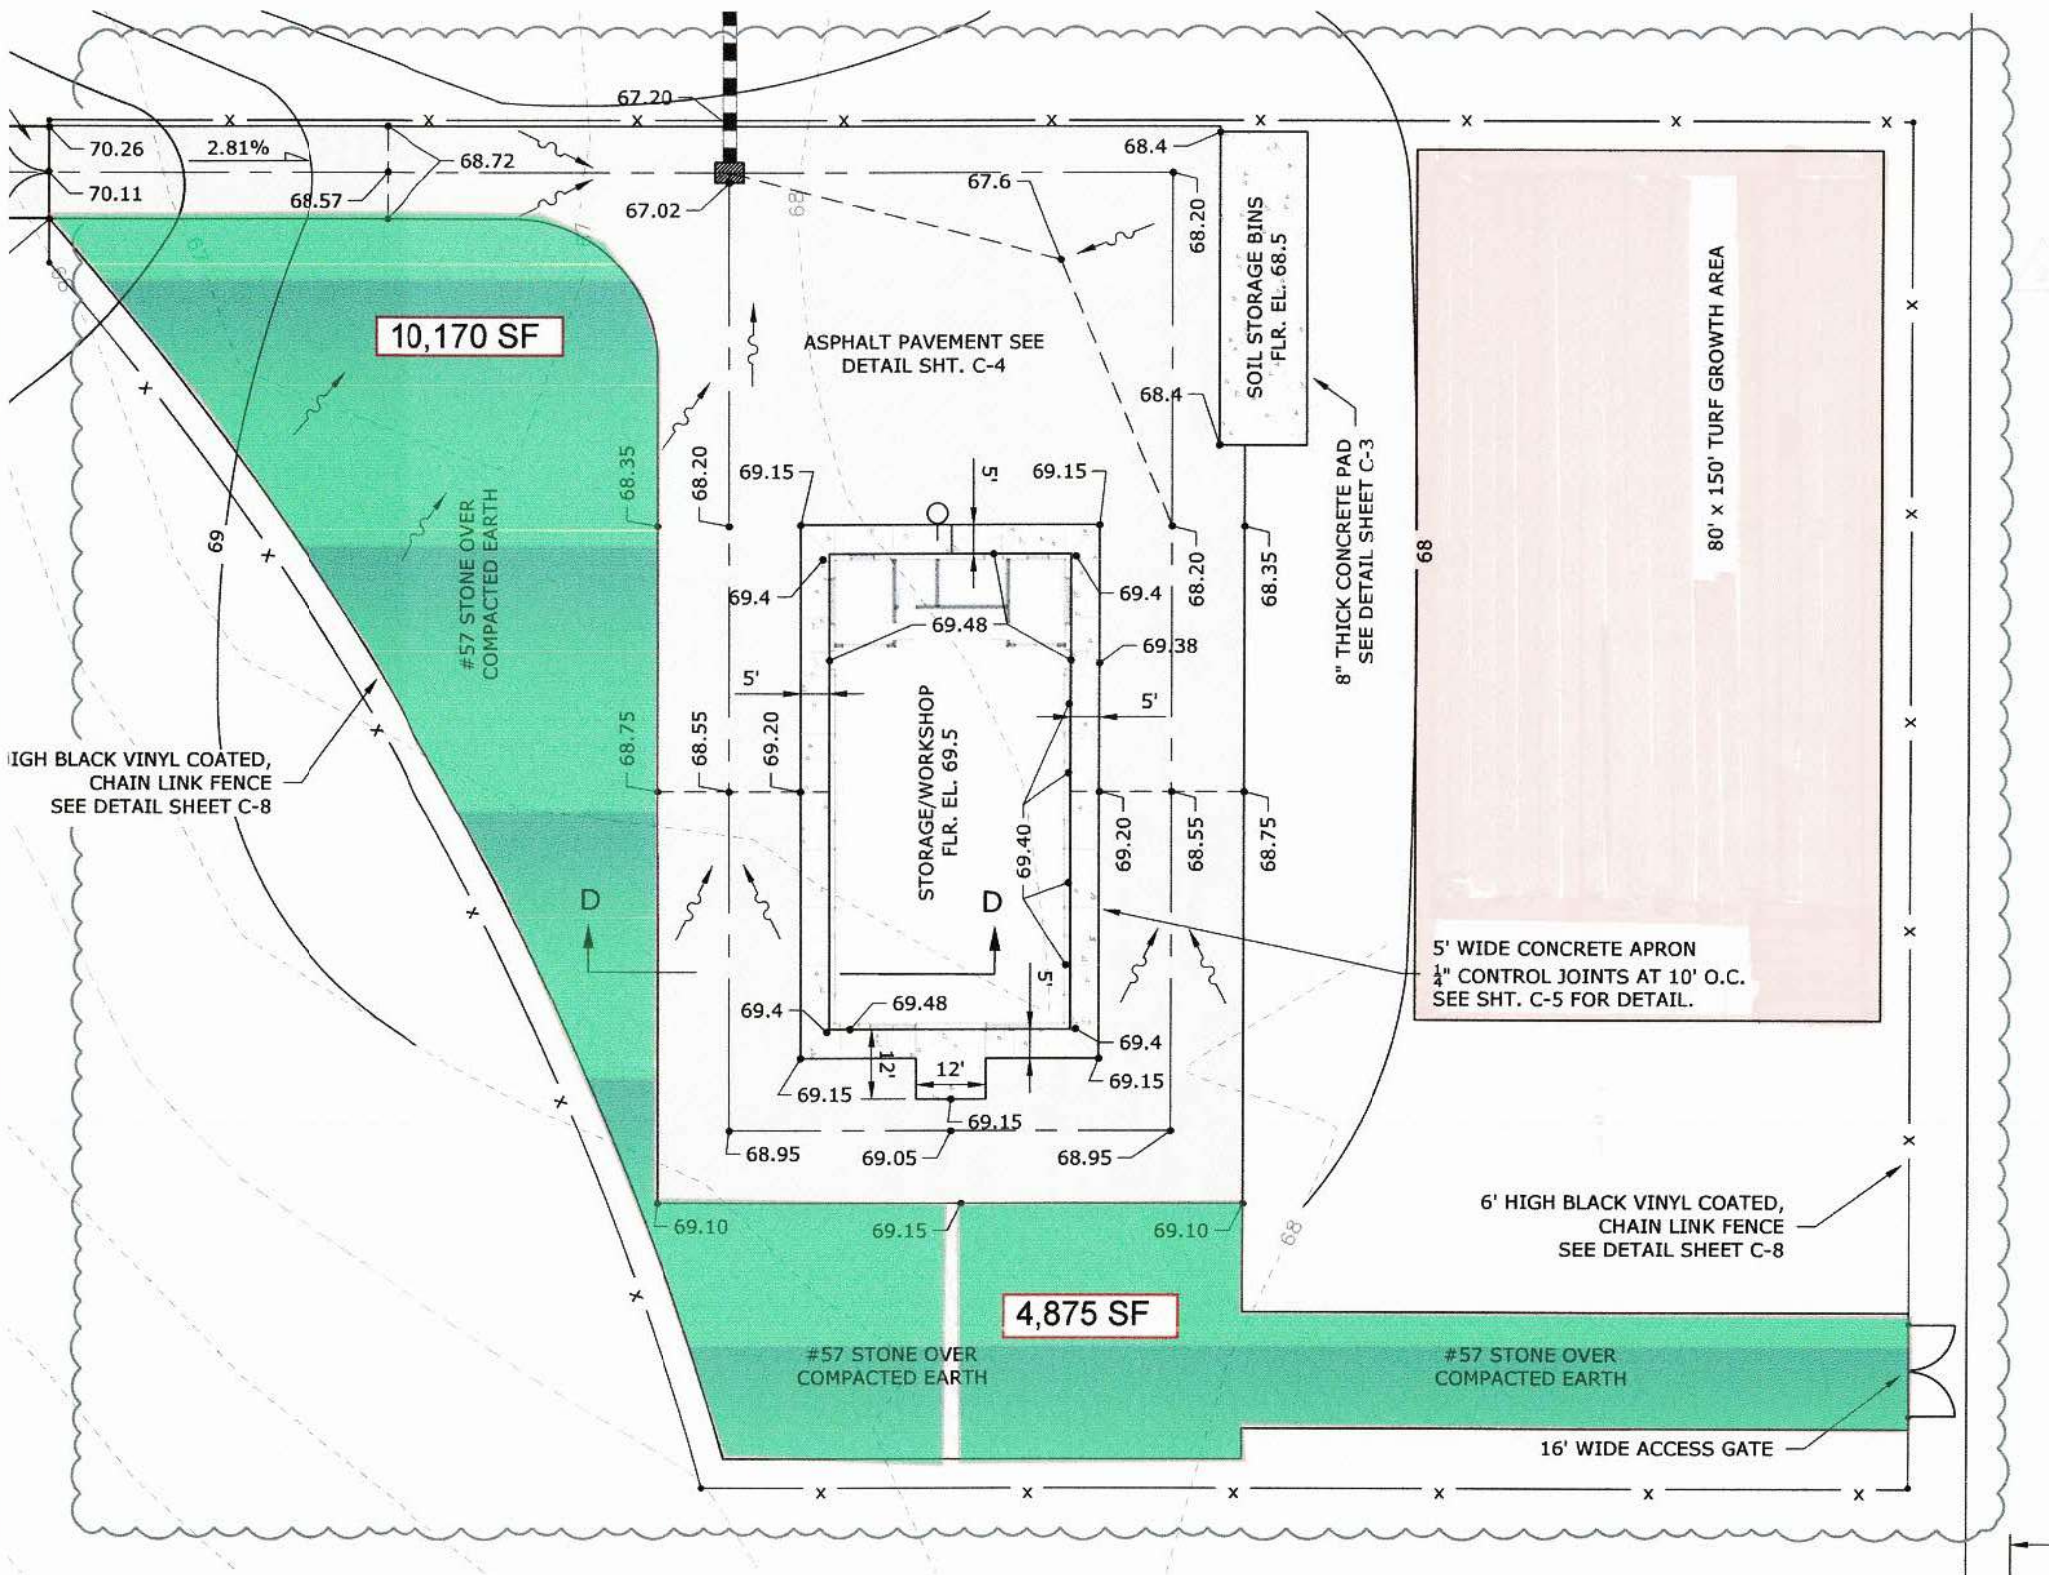 67.20
70.26
2.81%
68.72
68.4
70.11
68.57
67.02
67.6
68.20
68
67
67
68
10,170 SF
ASPHALT PAVEMENT SEE
DETAIL SHT. C-4
SOIL STORAGE BINS
FLR. EL. 68.5
80' x 150' TURF GROWTH AREA
68.4
8" THICK CONCRETE PAD
SEE DETAIL SHEET C-3
#57 STONE OVER
COMPACTED EARTH
68.35
68.20
69.15
5'
69.15
69
69.4
69.48
69.4
68.20
68.35
68
69.38
5'
5'
STORAGE/WORKSHOP
FLR. EL. 69.5
68.75
68.55
69.20
69.40
69.20
68.55
68.75
IGH BLACK VINYL COATED,
CHAIN LINK FENCE
SEE DETAIL SHEET C-8
D
D
5' WIDE CONCRETE APRON
¼" CONTROL JOINTS AT 10' O.C.
SEE SHT. C-5 FOR DETAIL.
5'
69.4
69.48
69.4
12'
12'
69.15
69.15
69.15
68.95
69.05
68.95
69.10
69.15
69.10
68
6' HIGH BLACK VINYL COATED,
CHAIN LINK FENCE
SEE DETAIL SHEET C-8
4,875 SF
#57 STONE OVER
COMPACTED EARTH
#57 STONE OVER
COMPACTED EARTH
16' WIDE ACCESS GATE